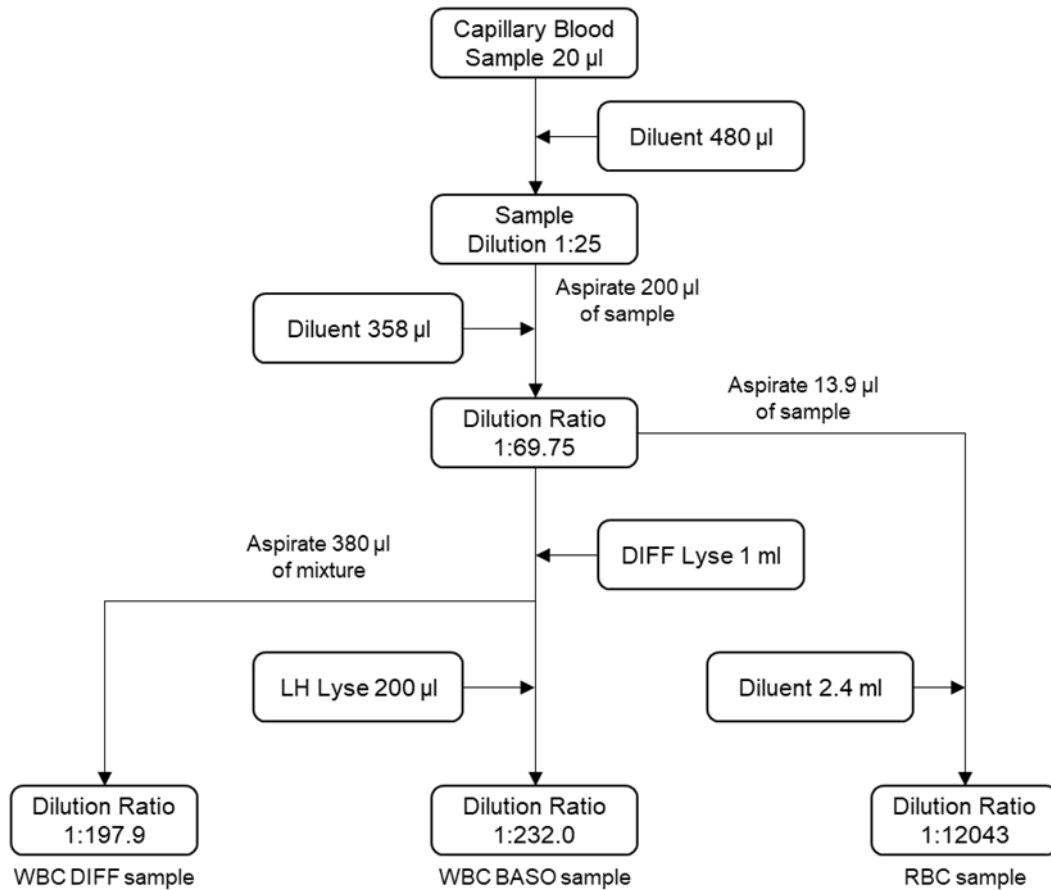 Capillary Blood
Sample 20 µl
Diluent 480 µl
Sample
Dilution 1:25
Aspirate 200 µl
of sample
Diluent 358 µl
Aspirate 13.9 µl
of sample
Dilution Ratio
1:69.75
Aspirate 380 µl
of mixture
DIFF Lyse 1 ml
LH Lyse 200 µl
Diluent 2.4 ml
Dilution Ratio
1:197.9
WBC DIFF sample
Dilution Ratio
1:232.0
WBC BASO sample
Dilution Ratio
1:12043
RBC sample